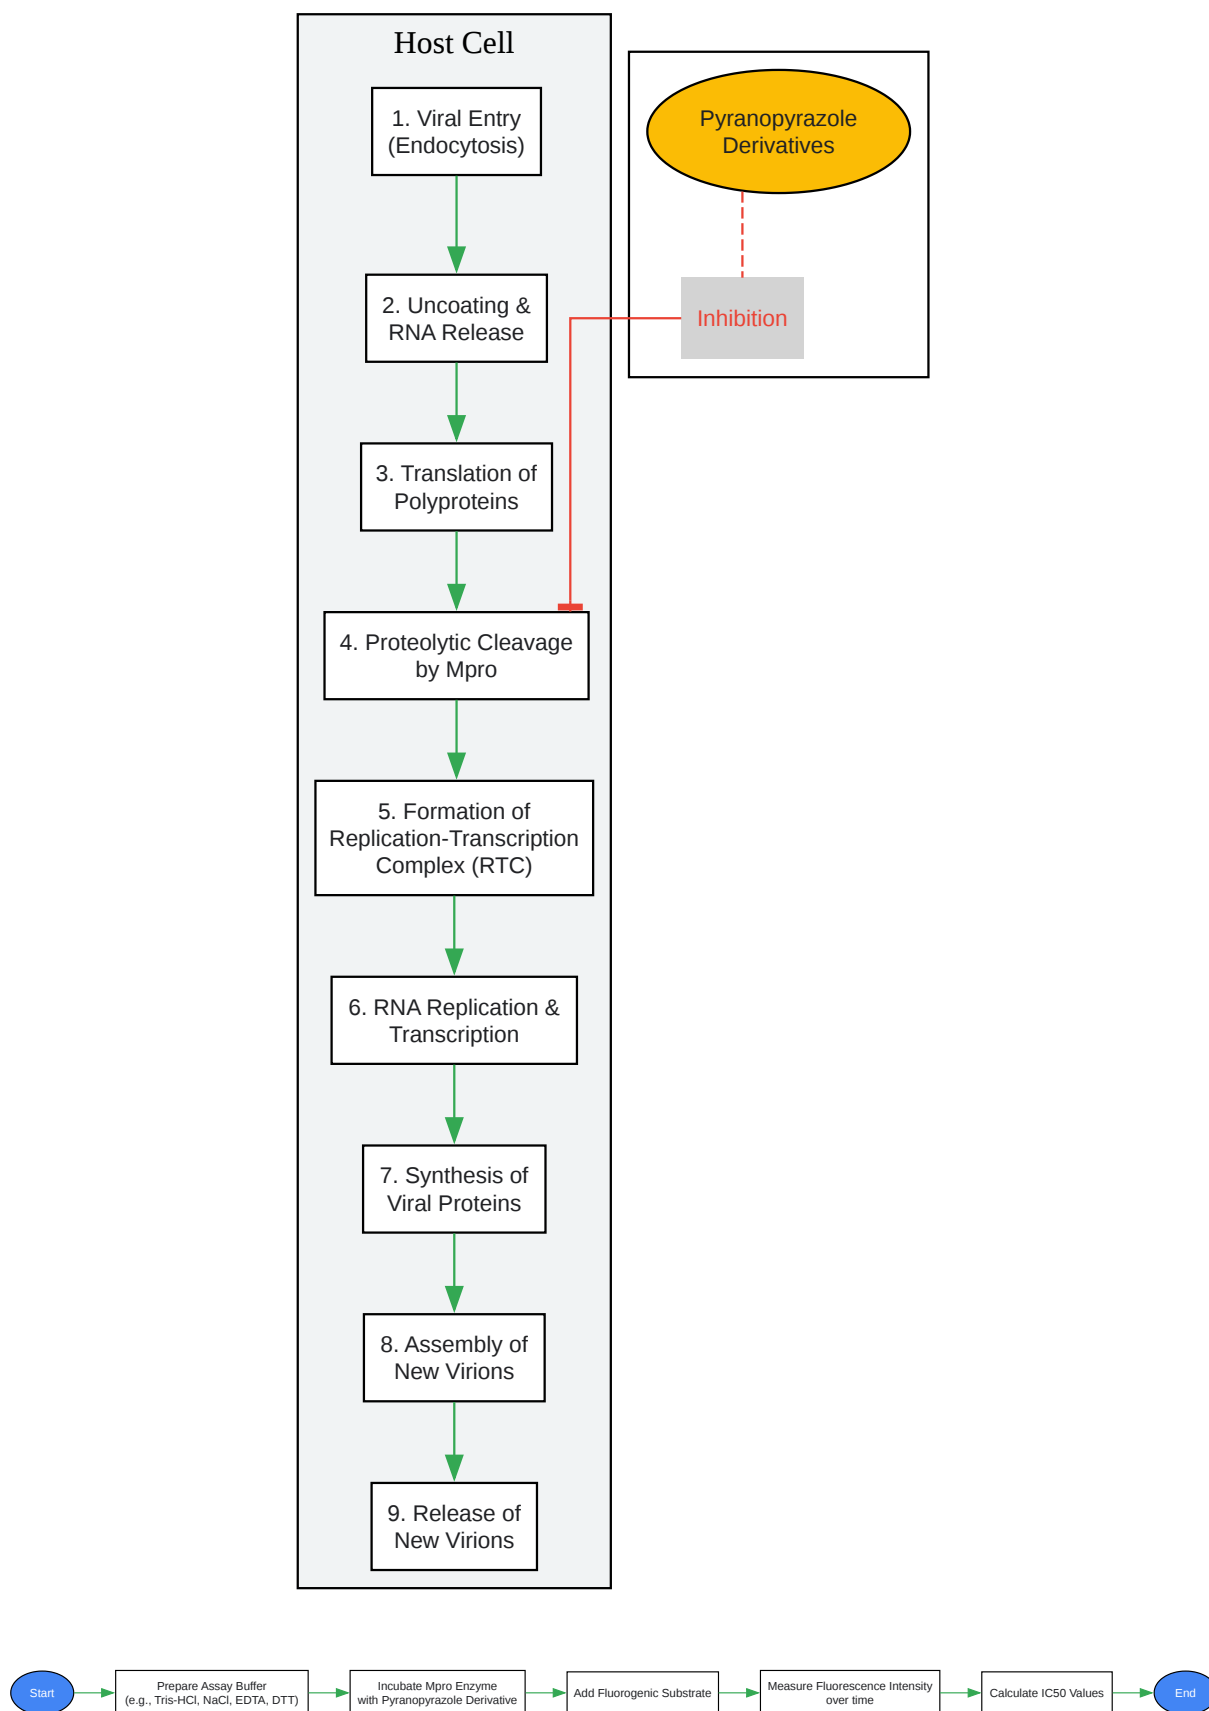 Host Cell
1. Viral Entry
(Endocytosis)
Pyranopyrazole
Derivatives
2. Uncoating &
RNA Release
Inhibition
3. Translation of
Polyproteins
4. Proteolytic Cleavage
by Mpro
5. Formation of
Replication-Transcription
Complex (RTC)
6. RNA Replication &
Transcription
7. Synthesis of
Viral Proteins
8. Assembly of
New Virions
9. Release of
New Virions
Start
Prepare Assay Buffer
(e.g., Tris-HCl, NaCl, EDTA, DTT)
Incubate Mpro Enzyme
with Pyranopyrazole Derivative
Add Fluorogenic Substrate
Measure Fluorescence Intensity
over time
Calculate IC50 Values
End